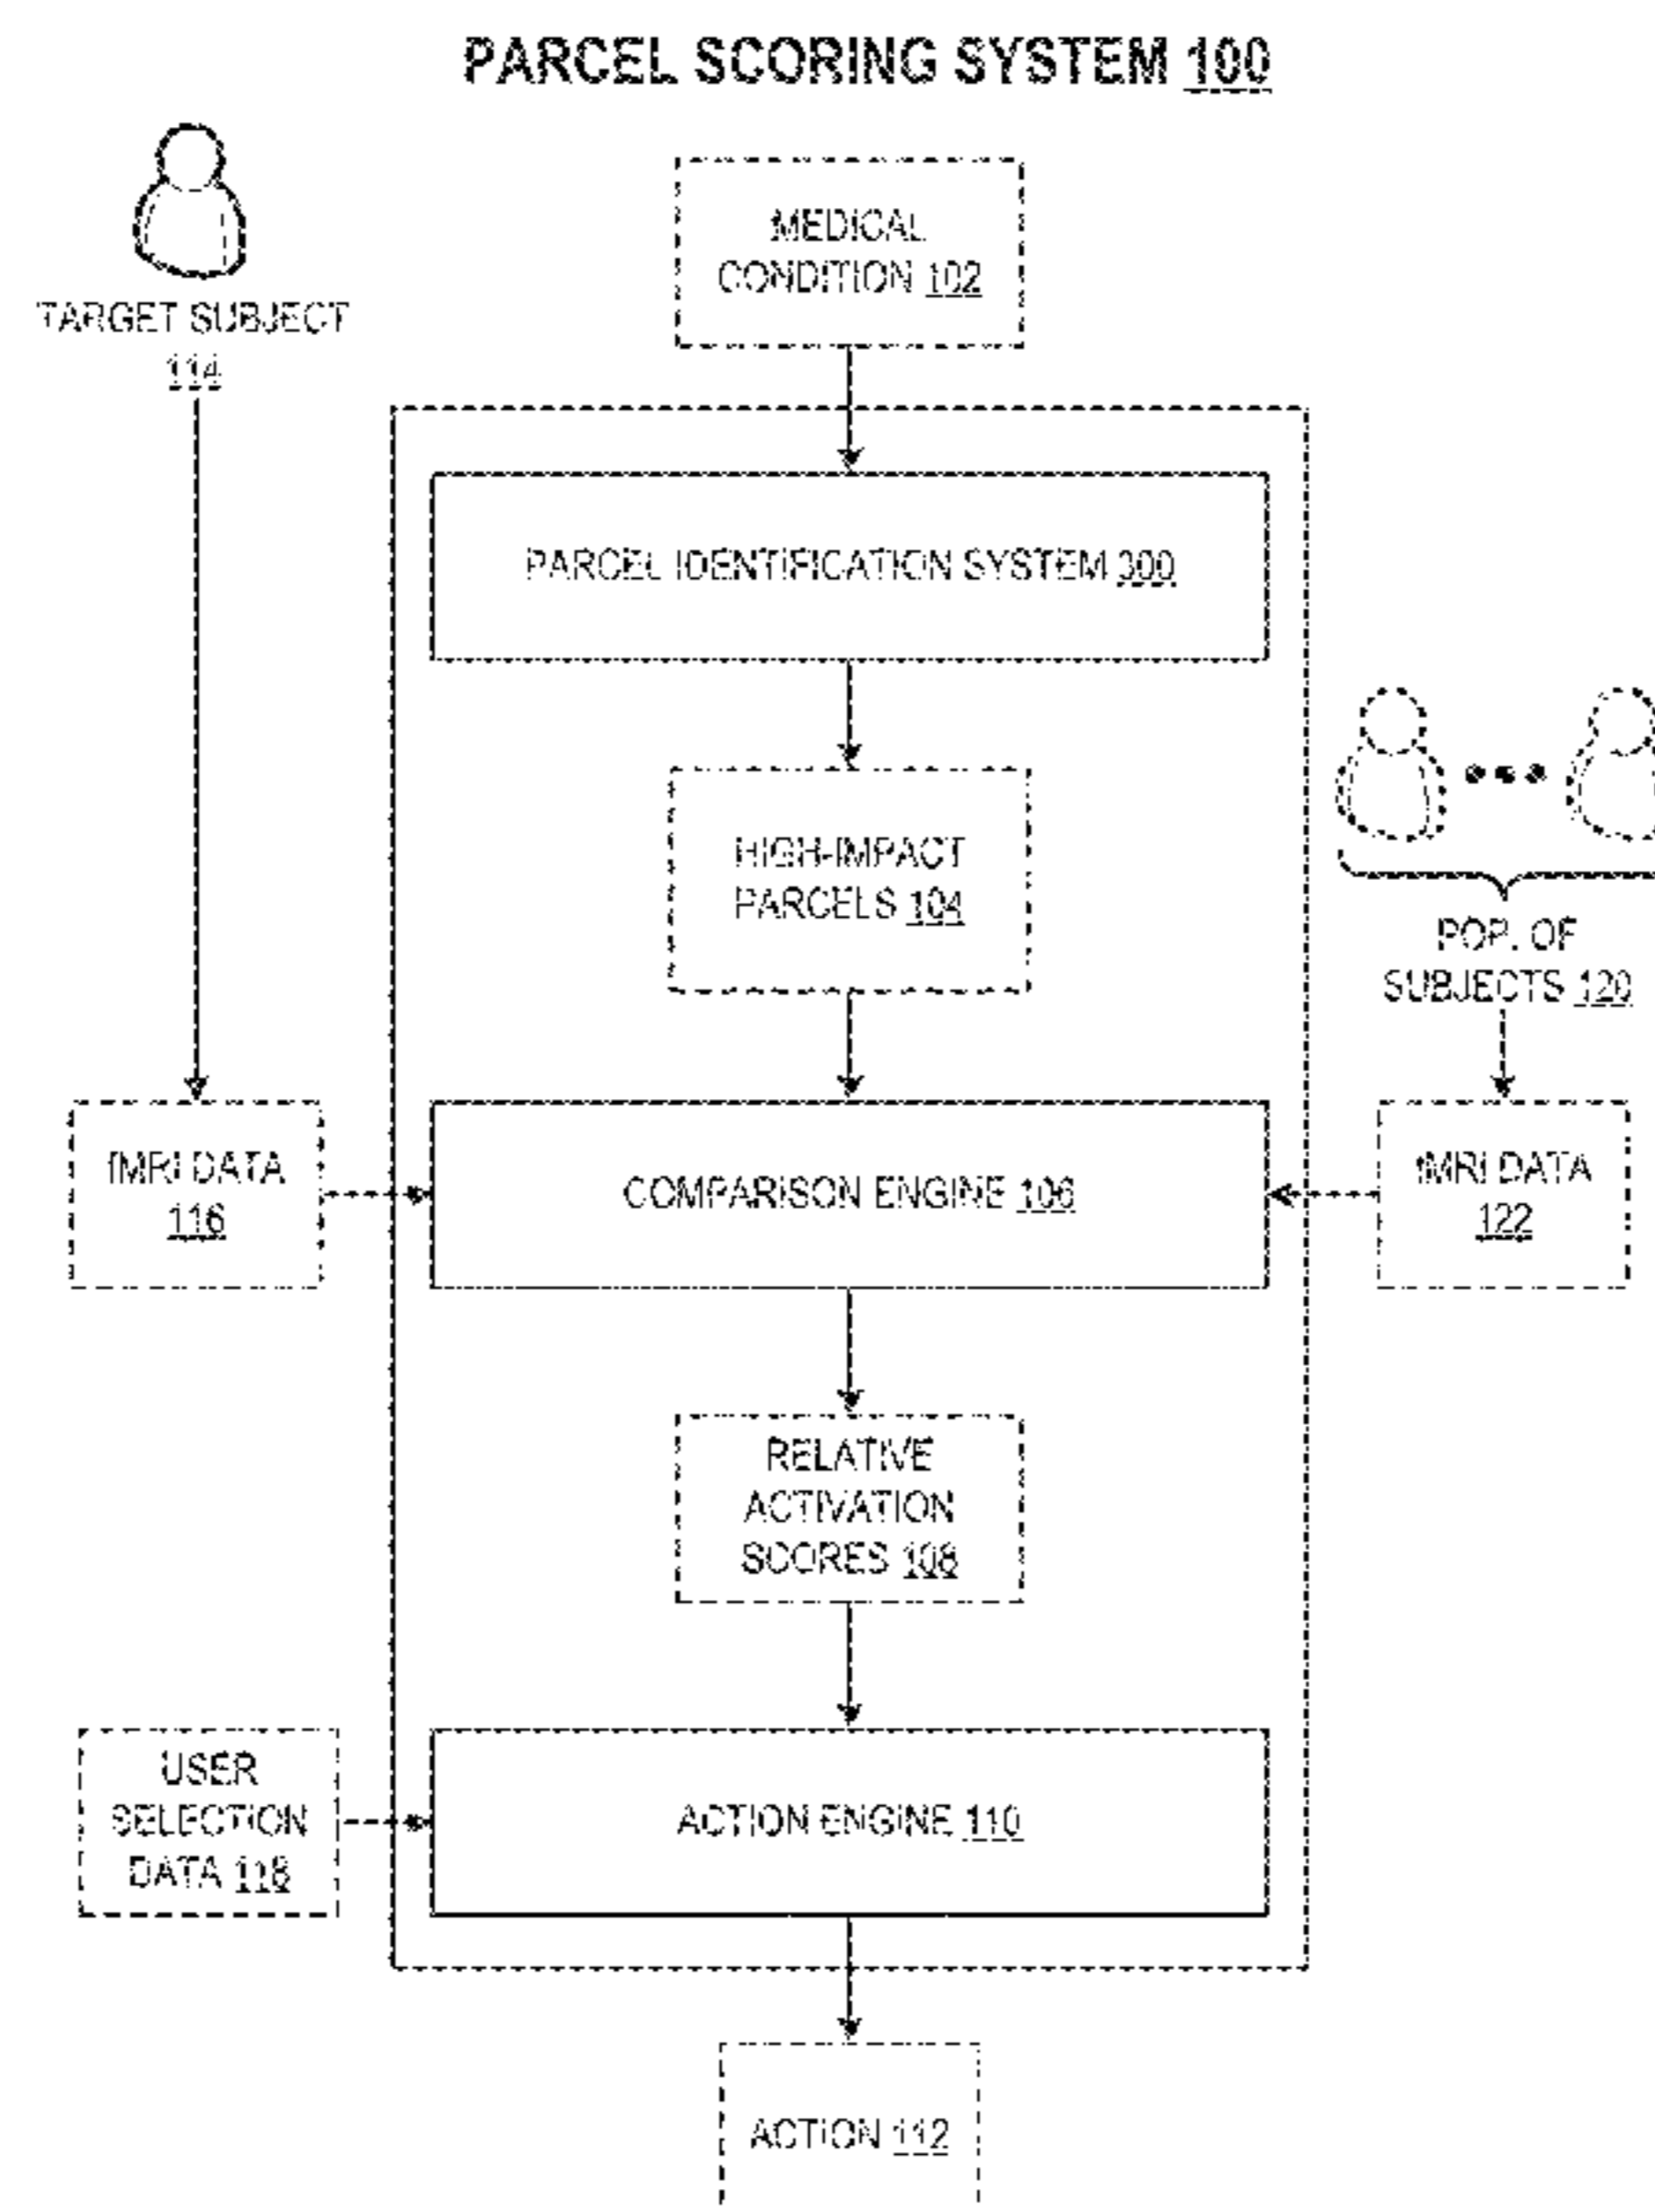 PARCEL SCORING SYSTEM 100
MEDICAL
CONDITION 102
TARGET SUBJECT
114
PARCEL IDENTIFICATION SYSTEM 300
HIGH-IMPACT
PARCELS 104
POP. OF
SUBJECTS 120
fMRI DATA
116
COMPARISON ENGINE 106
fMRI DATA
122
RELATIVE
ACTIVATION
SCORES 108
USER
SELECTION
DATA 118
ACTION ENGINE 110
ACTION 112